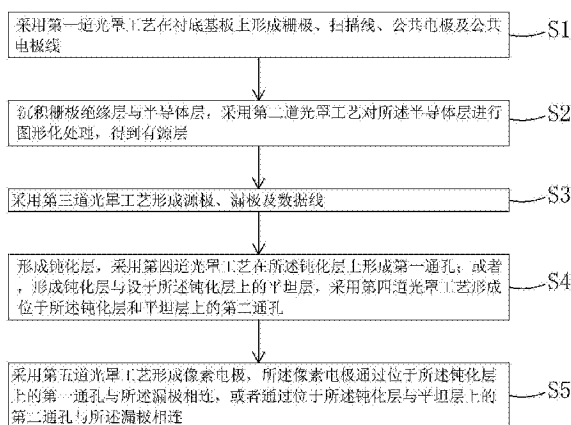 采用第一道光罩工艺在衬底基板上形成栅极、扫描线、公共电极及公共
电极线
S1
沉积栅极绝缘层与半导体层，采用第二道光罩工艺对所述半导体层进行
图形化处理，得到有源层
S2
采用第三道光罩工艺形成源极、漏极及数据线
S3
形成钝化层，采用第四道光罩工艺在所述钝化层上形成第一通孔；或者
，形成钝化层与设于所述钝化层上的平坦层，采用第四道光罩工艺形成
位于所述钝化层和平坦层上的第二通孔
S4
采用第五道光罩工艺形成像素电极，所述像素电极通过位于所述钝化层
上的第一通孔与所述漏极相连，或者通过位于所述钝化层与平坦层上的
第二通孔与所述漏极相连
S5